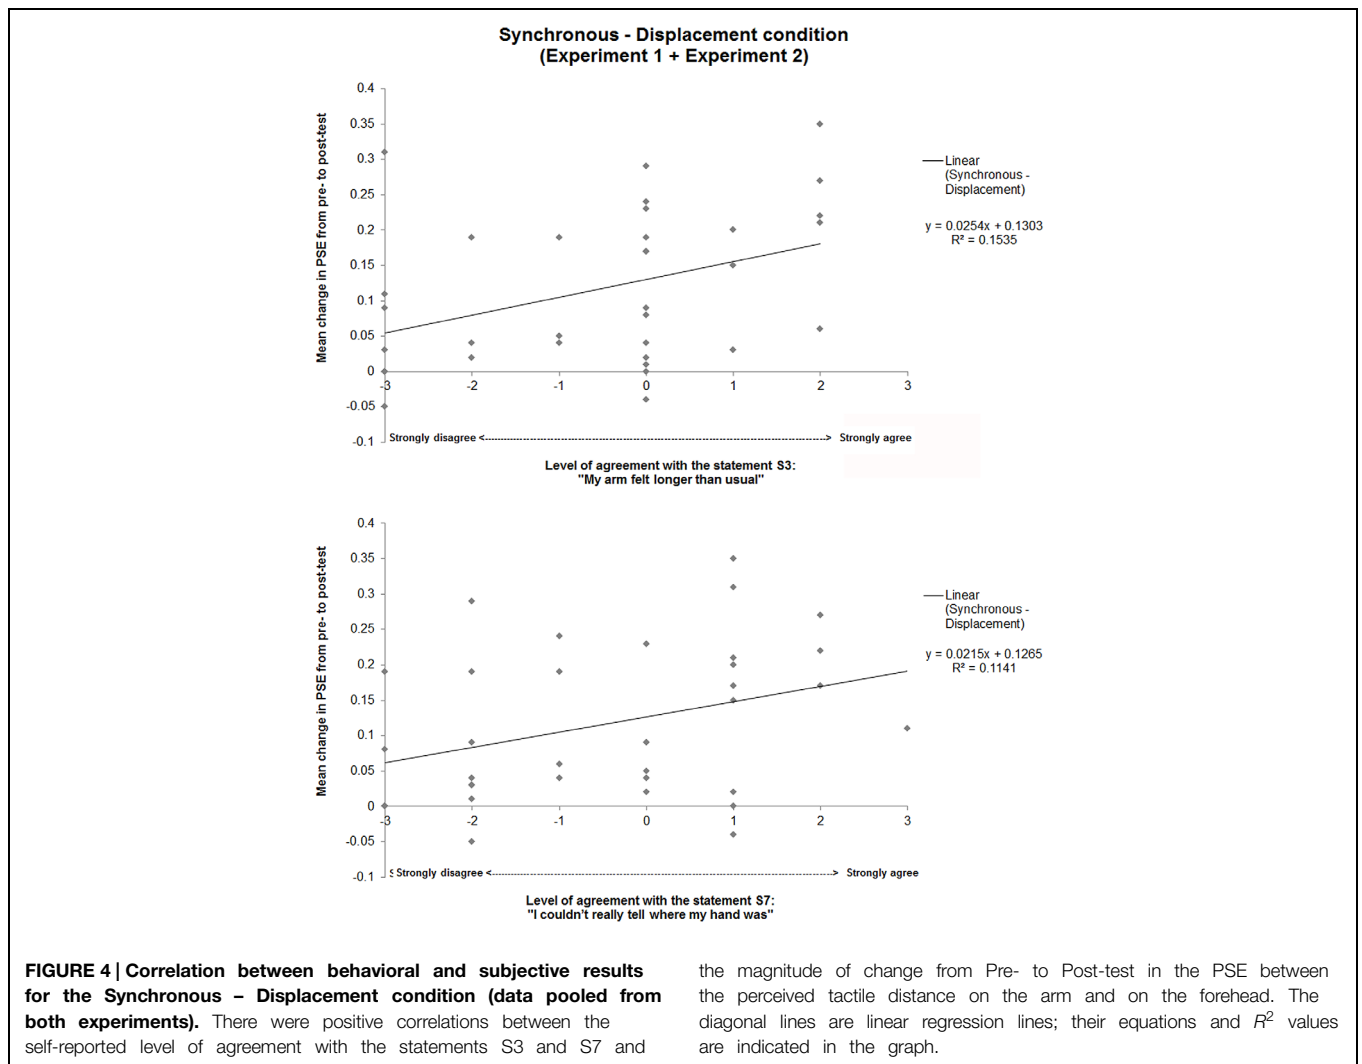 Synchronous - Displacement condition
(Experiment 1 + Experiment 2)
Mean change in PSE from pre- to post-test
0.4
0.35
0.3
0.25
0.2
0.15
0.1
0.05
0
-0.05
-0.1
-3 -2 -1 0 1 2 3
Linear
(Synchronous -
Displacement)
y = 0.0254x + 0.1303
R² = 0.1535
Strongly disagree <--------------------> Strongly agree
Level of agreement with the statement S3:
"My arm felt longer than usual"
Mean change in PSE from pre- to post-test
0.4
0.35
0.3
0.25
0.2
0.15
0.1
0.05
0
-0.05
-0.1
-3 -2 -1 0 1 2 3
Linear
(Synchronous -
Displacement)
y = 0.0215x + 0.1265
R² = 0.1141
Strongly disagree <--------------------> Strongly agree
Level of agreement with the statement S7:
"I couldn't really tell where my hand was"
FIGURE 4 | Correlation between behavioral and subjective results
for the Synchronous – Displacement condition (data pooled from
both experiments). There were positive correlations between the
self-reported level of agreement with the statements S3 and S7 and
the magnitude of change from Pre- to Post-test in the PSE between
the perceived tactile distance on the arm and on the forehead. The
diagonal lines are linear regression lines; their equations and R² values
are indicated in the graph.